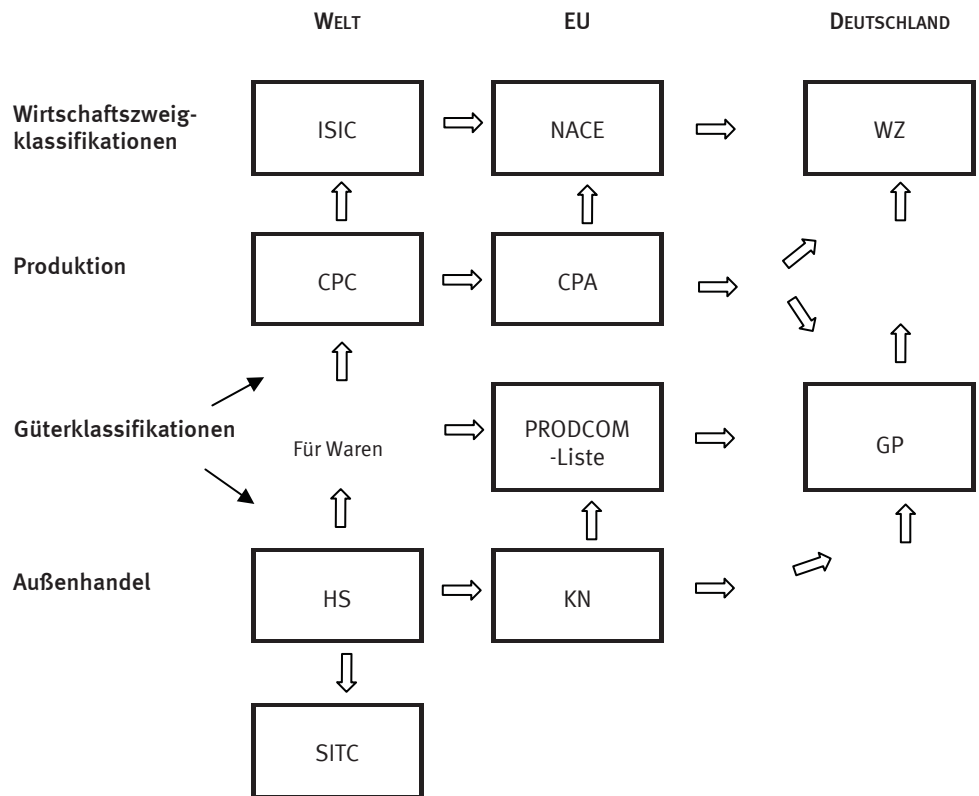 WELT
EU
DEUTSCHLAND
Wirtschaftszweig-
klassifikationen
ISIC
NACE
WZ
Produktion
CPC
CPA
Güterklassifikationen
Für Waren
PRODCOM
-Liste
GP
Außenhandel
HS
KN
SITC